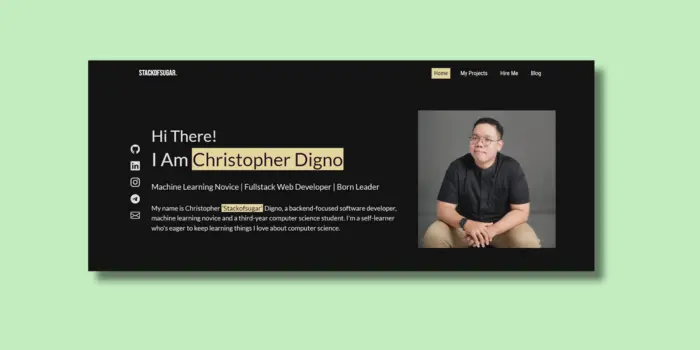 STACKOFSUGAR.
Home My Projects Hire Me Blog
Hi There!
I Am Christopher Digno
Machine Learning Novice | Fullstack Web Developer | Born Leader
My name is Christopher 'Stackofsugar' Digno, a backend-focused software developer,
machine learning novice and a third-year computer science student. I'm a self-learner
who's eager to keep learning things I love about computer science.